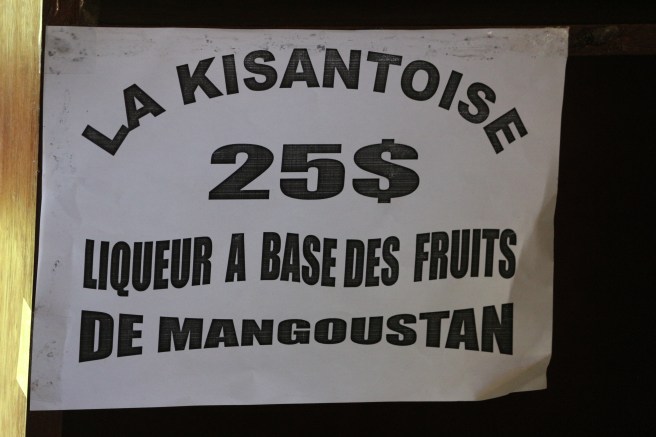 LA KISANTOISE
25$
LIQUEUR A BASE DES FRUITS
DE MANGOUSTAN